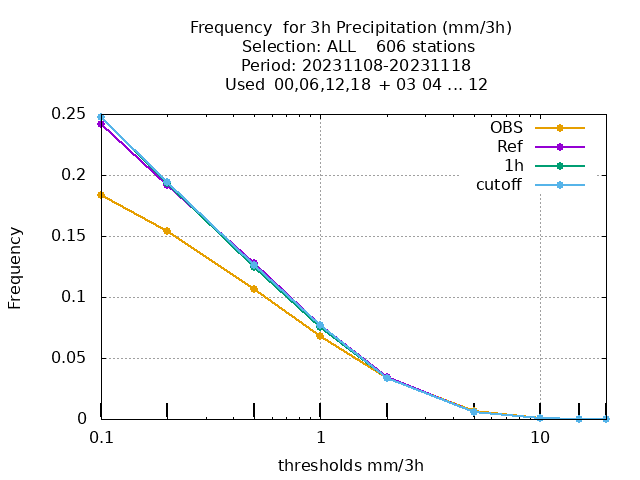 Frequency  for 3h Precipitation (mm/3h)
Selection: ALL    606 stations
Period: 20231108-20231118
Used  00,06,12,18  + 03 04 ... 12
OBS
Ref
1h
cutoff
Frequency
0.25
0.2
0.15
0.1
0.05
0
0.1
1
10
thresholds mm/3h